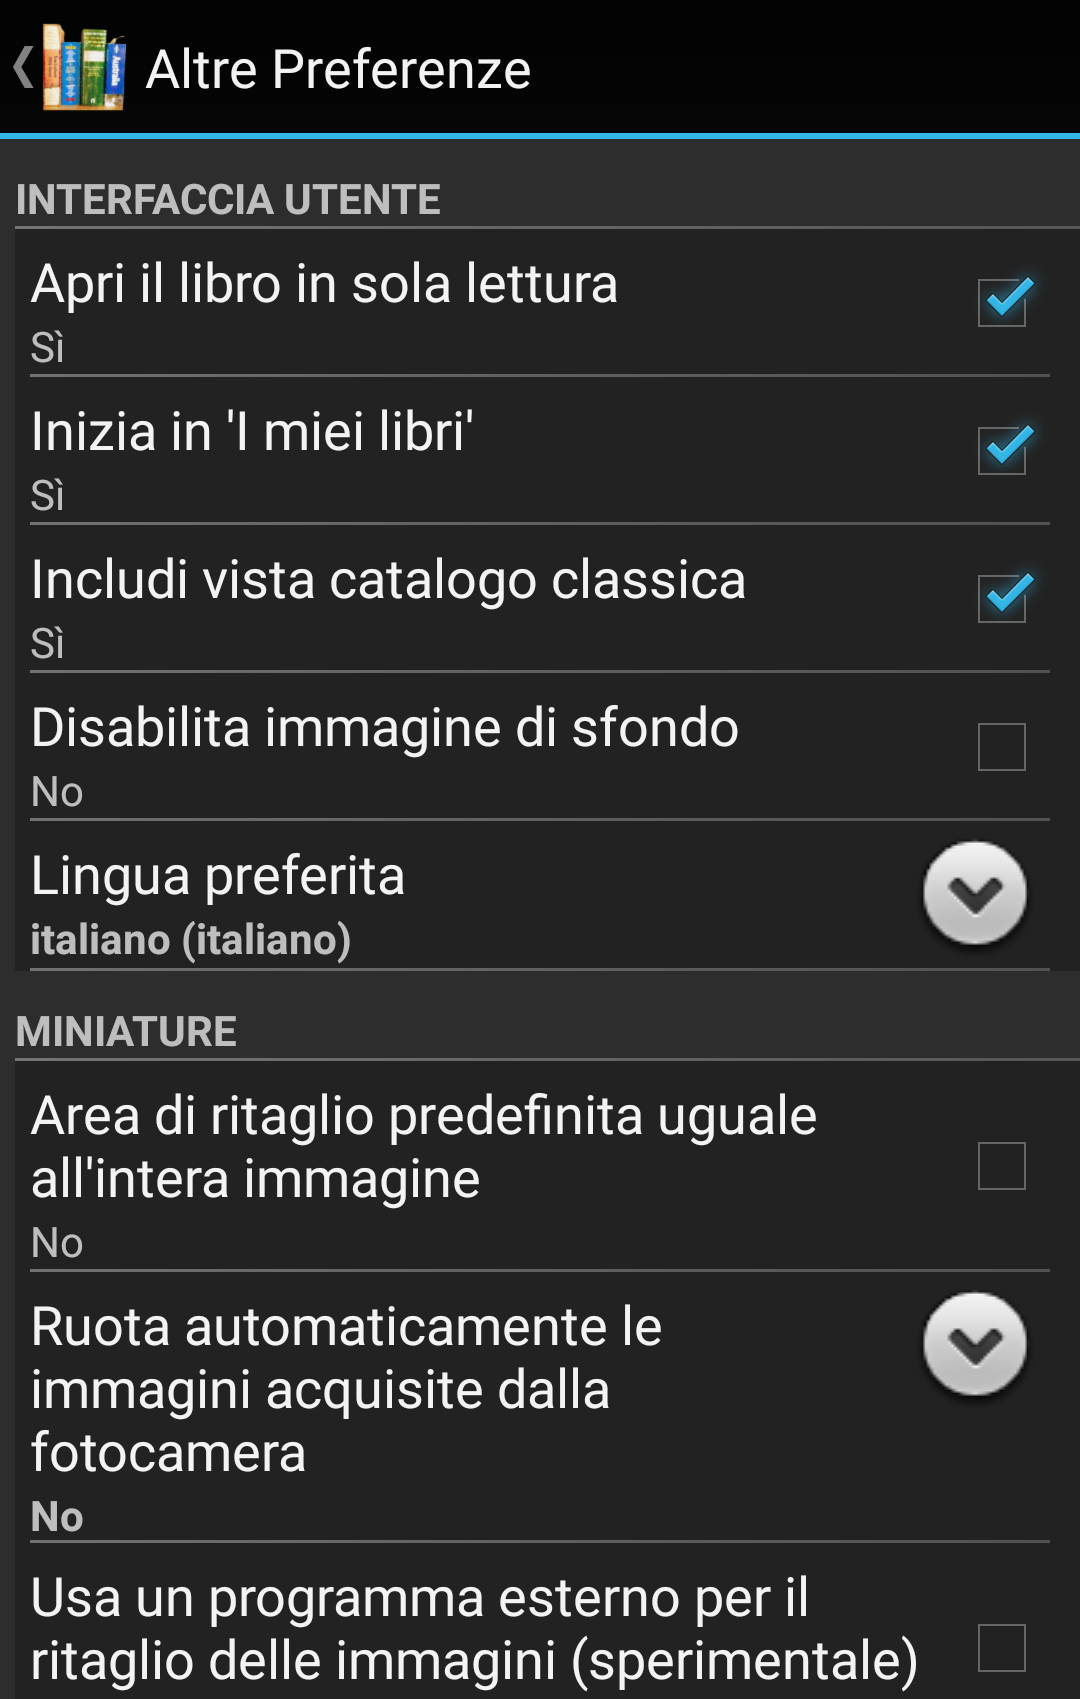 Altre Preferenze
INTERFACCIA UTENTE
Apri il libro in sola lettura
Sì
Inizia in 'I miei libri'
Sì
Includi vista catalogo classica
Sì
Disabilita immagine di sfondo
No
Lingua preferita
italiano (italiano)
MINIATURE
Area di ritaglio predefinita uguale
all'intera immagine
No
Ruota automaticamente le
immagini acquisite dalla
fotocamera
No
Usa un programma esterno per il
ritaglio delle immagini (sperimentale)